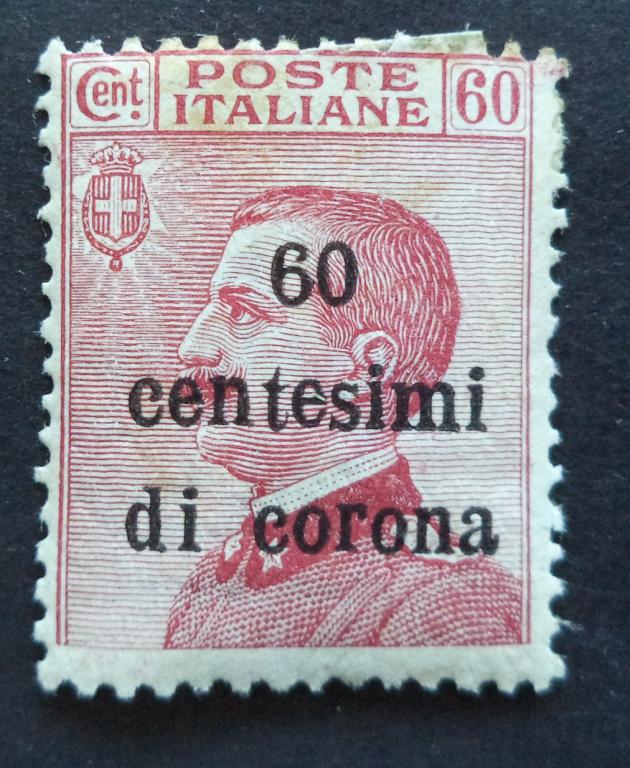 Cent. POSTE 60
ITALIANE
60
centesimi
di corona